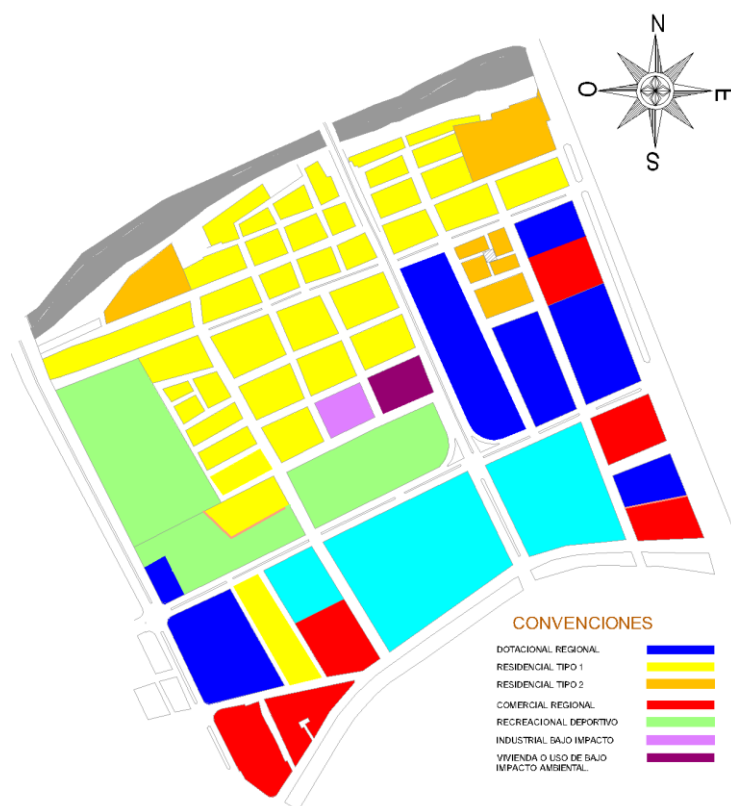 N
O
E
S
CONVENCIONES
DOTACIONAL REGIONAL
RESIDENCIAL TIPO 1
RESIDENCIAL TIPO 2
COMERCIAL REGIONAL
RECREACIONAL DEPORTIVO
INDUSTRIAL BAJO IMPACTO
VIVIENDA O USO DE BAJO
IMPACTO AMBIENTAL.